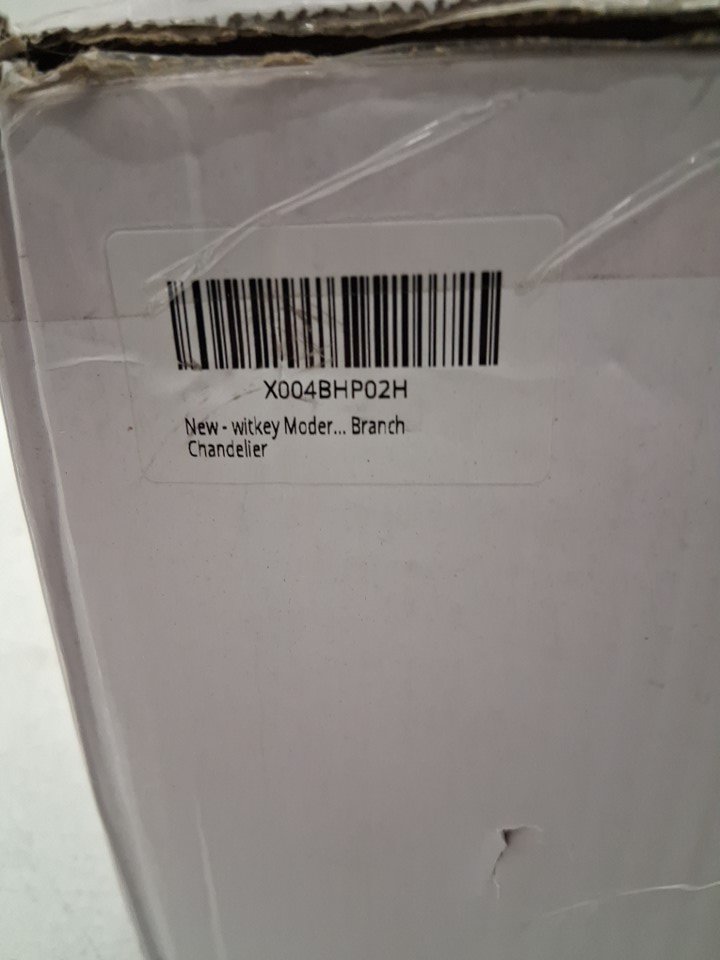 X004BHP02H
New - witkey Moder... Branch
Chandelier